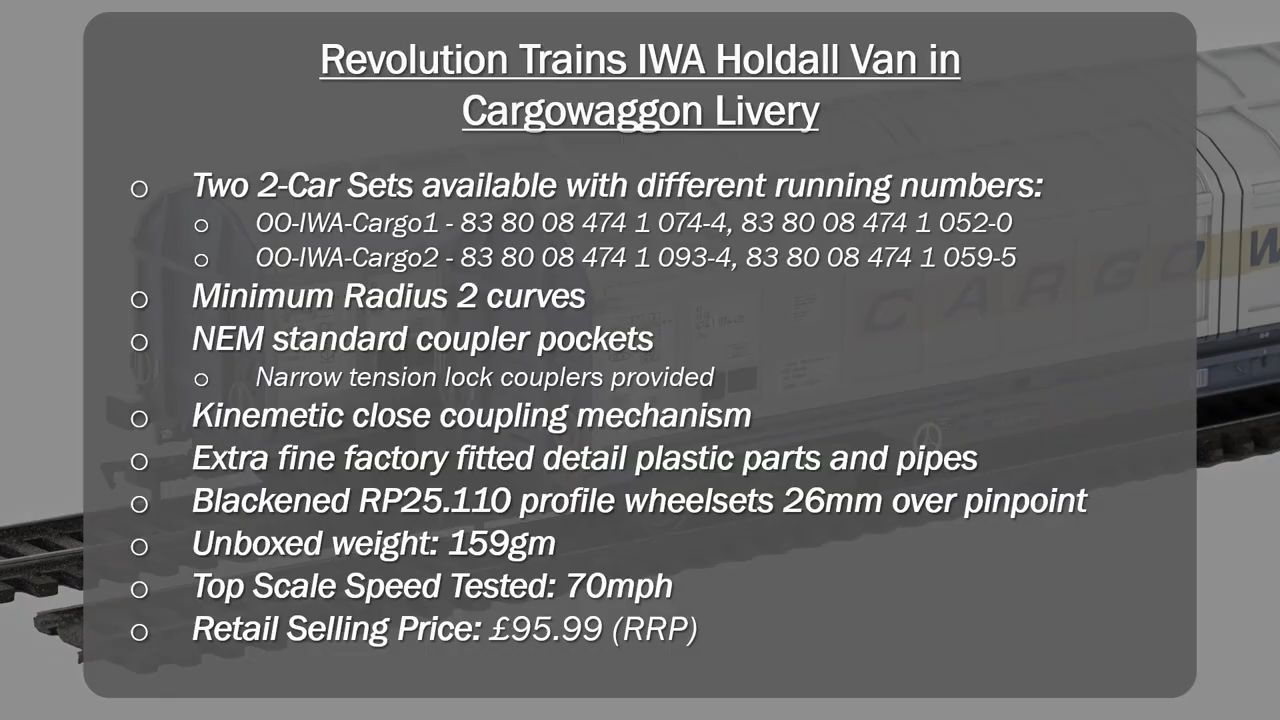 Revolution Trains IWA Holdall Van in
Cargowaggon Livery
Two 2-Car Sets available with different running numbers:
OO-IWA-Cargo1 - 83 80 08 474 1 074-4, 83 80 08 474 1 052-0
OO-IWA-Cargo2 - 83 80 08 474 1 093-4, 83 80 08 474 1 059-5
Minimum Radius 2 curves
NEM standard coupler pockets
Narrow tension lock couplers provided
Kinemetic close coupling mechanism
Extra fine factory fitted detail plastic parts and pipes
Blackened RP25.110 profile wheelsets 26mm over pinpoint
Unboxed weight: 159gm
Top Scale Speed Tested: 70mph
Retail Selling Price: £95.99 (RRP)
CARGOW